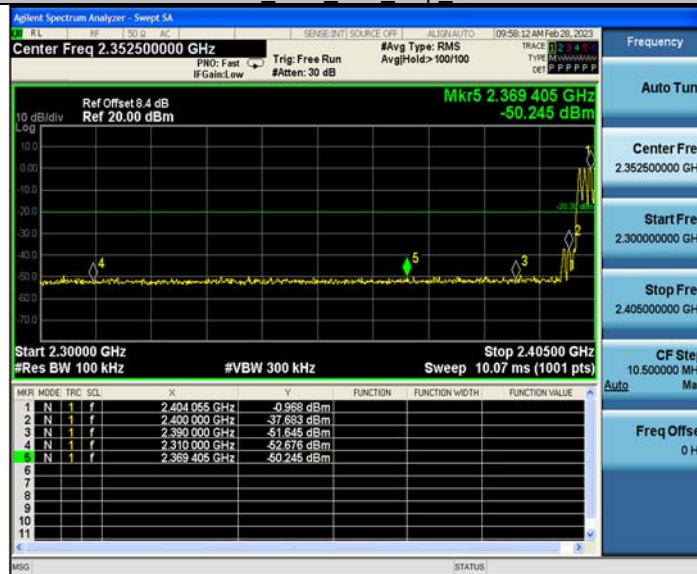 Agilent Spectrum Analyzer - Swept SA
RL RF 50 Ω AC SENSE:INT SOURCE OFF ALIGNAUTO 09:58:12 AM Feb 28, 2023
Center Freq 2.352500000 GHz
#Avg Type: RMS
Avg|Hold:> 100/100
TRACE 1 2 3 4 5 6
TYPE M
DET P P P P P P
PNO: Fast
IFGain:Low
Trig: Free Run
#Atten: 30 dB
Mkr5 2.369 405 GHz
-50.245 dBm
Ref Offset 8.4 dB
10 dB/div Ref 20.00 dBm
Log
10.0
0.00
-10.0
-20.0
-30.0
-40.0
-50.0
-60.0
-70.0
1
2
3
4
5
Start 2.30000 GHz Stop 2.40500 GHz
#Res BW 100 kHz #VBW 300 kHz Sweep 10.07 ms (1001 pts)
MKR MODE TRC SCL X Y FUNCTION FUNCTION WIDTH FUNCTION VALUE
1 N 1 f 2.404 055 GHz -0.968 dBm
2 N 1 f 2.400 000 GHz -37.683 dBm
3 N 1 f 2.390 000 GHz -51.645 dBm
4 N 1 f 2.310 000 GHz -52.676 dBm
5 N 1 f 2.369 405 GHz -50.245 dBm
6
7
8
9
10
11
MSG STATUS
Frequency
Auto Tun
Center Fre
2.352500000 GH
Start Fre
2.300000000 GH
Stop Fre
2.405000000 GH
CF Ste
10.500000 MH
Auto Ma
Freq Offse
0 H